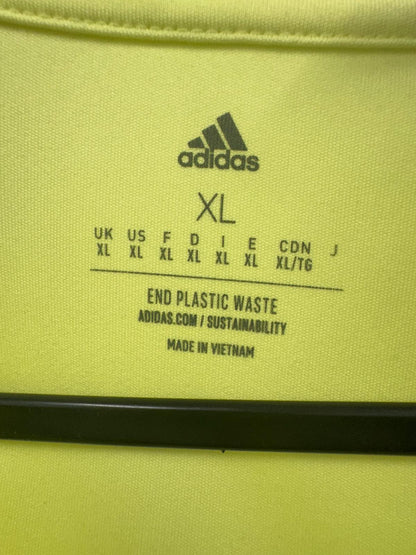 adidas
XL
UK US F D I E CDN J
XL XL XL XL XL XL XL/TG
END PLASTIC WASTE
ADIDAS.COM / SUSTAINABILITY
MADE IN VIETNAM